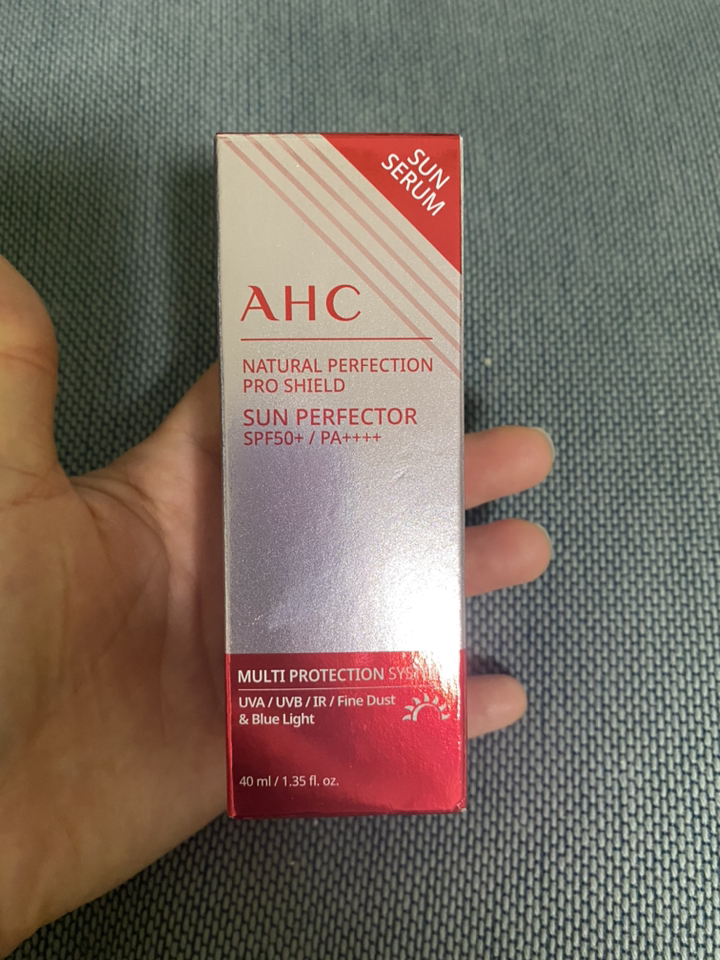 SUN
SERUM
AHC
NATURAL PERFECTION
PRO SHIELD
SUN PERFECTOR
SPF50+ / PA++++
MULTI PROTECTION
UVA / UVB / IR / Fine Dust
& Blue Light
40 ml / 1.35 fl. oz.